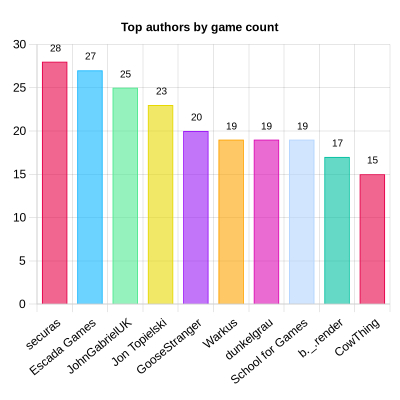 Top authors by game count
30
25
20
15
10
5
0
28
27
25
23
20
19
19
19
17
15
securas
Escada Games
JohnGabrielUK
Jon Topielski
GooseStranger
Warkus
dunkelgrau
School for Games
b._.render
CowThing